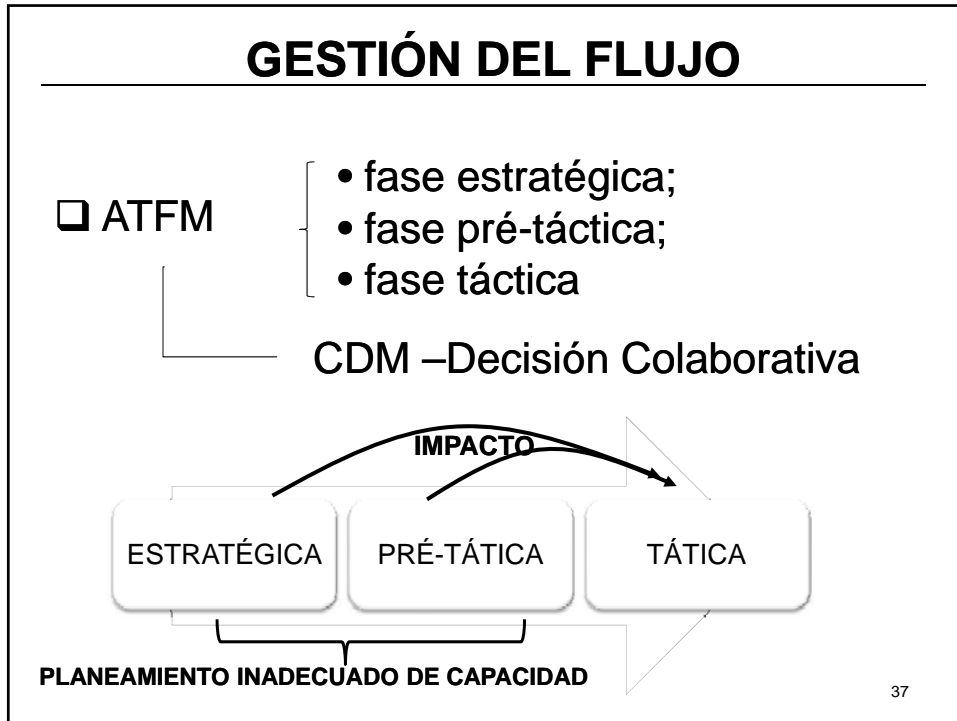 GESTIÓN DEL FLUJO
❑ ATFM
• fase estratégica;
• fase pré-táctica;
• fase táctica
CDM –Decisión Colaborativa
IMPACTO
ESTRATÉGICA
PRÉ-TÁTICA
TÁTICA
PLANEAMIENTO INADECUADO DE CAPACIDAD
37